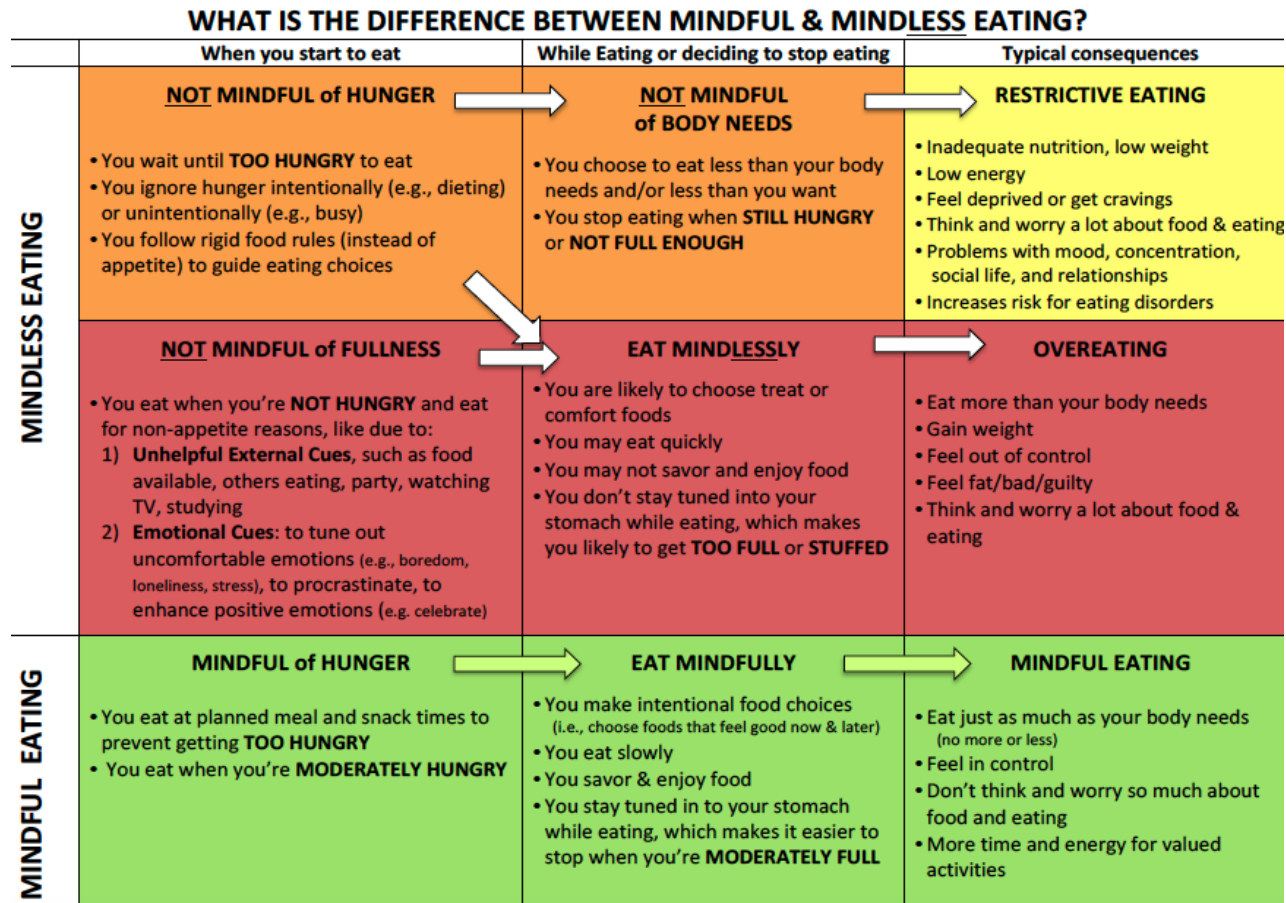 WHAT IS THE DIFFERENCE BETWEEN MINDFUL & MINDLESS EATING?
When you start to eat
While Eating or deciding to stop eating
Typical consequences
MINDLESS EATING
NOT MINDFUL of HUNGER
• You wait until TOO HUNGRY to eat
• You ignore hunger intentionally (e.g., dieting)
or unintentionally (e.g., busy)
• You follow rigid food rules (instead of
appetite) to guide eating choices
NOT MINDFUL
of BODY NEEDS
• You choose to eat less than your body
needs and/or less than you want
• You stop eating when STILL HUNGRY
or NOT FULL ENOUGH
RESTRICTIVE EATING
• Inadequate nutrition, low weight
• Low energy
• Feel deprived or get cravings
• Think and worry a lot about food & eating
• Problems with mood, concentration,
social life, and relationships
• Increases risk for eating disorders
NOT MINDFUL of FULLNESS
• You eat when you're NOT HUNGRY and eat
for non-appetite reasons, like due to:
1) Unhelpful External Cues, such as food
available, others eating, party, watching
TV, studying
2) Emotional Cues: to tune out
uncomfortable emotions (e.g., boredom,
loneliness, stress), to procrastinate, to
enhance positive emotions (e.g. celebrate)
EAT MINDLESSLY
• You are likely to choose treat or
comfort foods
• You may eat quickly
• You may not savor and enjoy food
• You don't stay tuned into your
stomach while eating, which makes
you likely to get TOO FULL or STUFFED
OVEREATING
• Eat more than your body needs
• Gain weight
• Feel out of control
• Feel fat/bad/guilty
• Think and worry a lot about food &
eating
MINDFUL EATING
MINDFUL of HUNGER
• You eat at planned meal and snack times to
prevent getting TOO HUNGRY
• You eat when you're MODERATELY HUNGRY
EAT MINDFULLY
• You make intentional food choices
(i.e., choose foods that feel good now & later)
• You eat slowly
• You savor & enjoy food
• You stay tuned in to your stomach
while eating, which makes it easier to
stop when you're MODERATELY FULL
MINDFUL EATING
• Eat just as much as your body needs
(no more or less)
• Feel in control
• Don't think and worry so much about
food and eating
• More time and energy for valued
activities